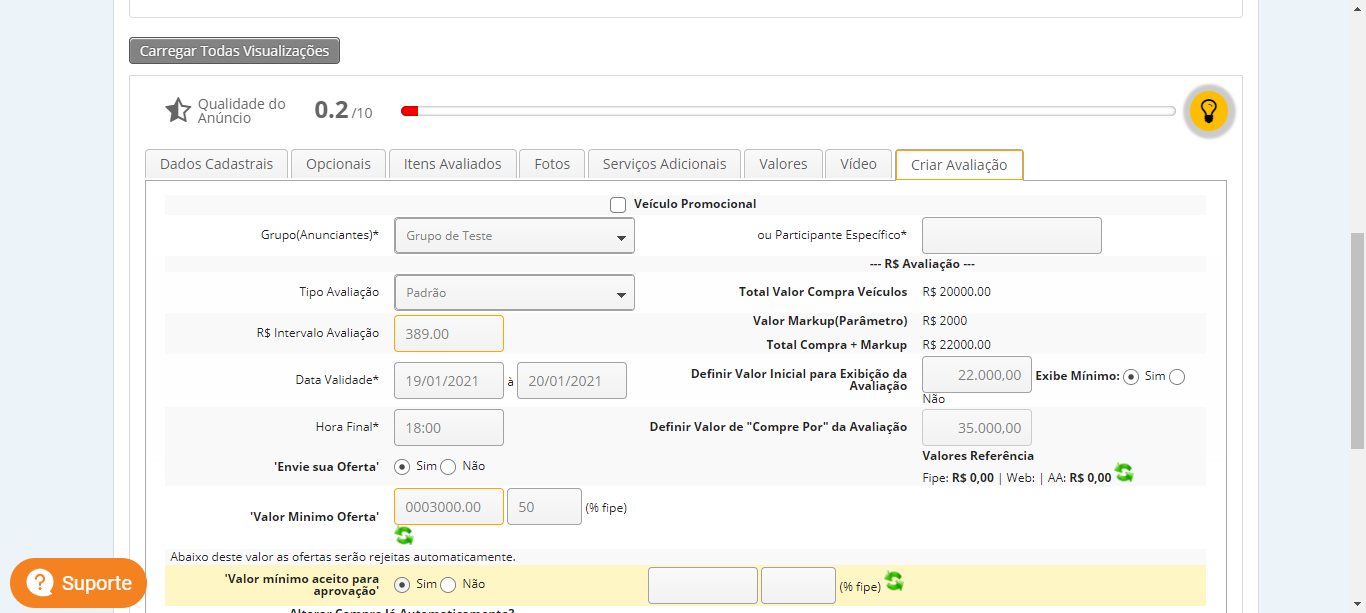 Carregar Todas Visualizações
Qualidade do
Anúncio
0.2 /10
Dados Cadastrais
Opcionais
Itens Avaliados
Fotos
Serviços Adicionais
Valores
Vídeo
Criar Avaliação
Veículo Promocional
Grupo(Anunciantes)*
Grupo de Teste
ou Participante Específico*
--- R$ Avaliação ---
Tipo Avaliação
Padrão
Total Valor Compra Veículos
R$ 20000.00
R$ Intervalo Avaliação
389.00
Valor Markup(Parâmetro)
R$ 2000
Total Compra + Markup
R$ 22000.00
Data Validade*
19/01/2021 à 20/01/2021
Definir Valor Inicial para Exibição da
Avaliação
22.000,00 Exibe Mínimo: Sim
Não
Hora Final*
18:00
Definir Valor de "Compre Por" da Avaliação
35.000,00
'Envie sua Oferta'
Sim Não
Valores Referência
Fipe: R$ 0,00 | Web: | AA: R$ 0,00
'Valor Minimo Oferta'
0003000.00 50 (% fipe)
Abaixo deste valor as ofertas serão rejeitas automaticamente.
'Valor mínimo aceito para
aprovação'
Sim Não
(% fipe)
Alterar Compre Já Automaticamente?
Suporte